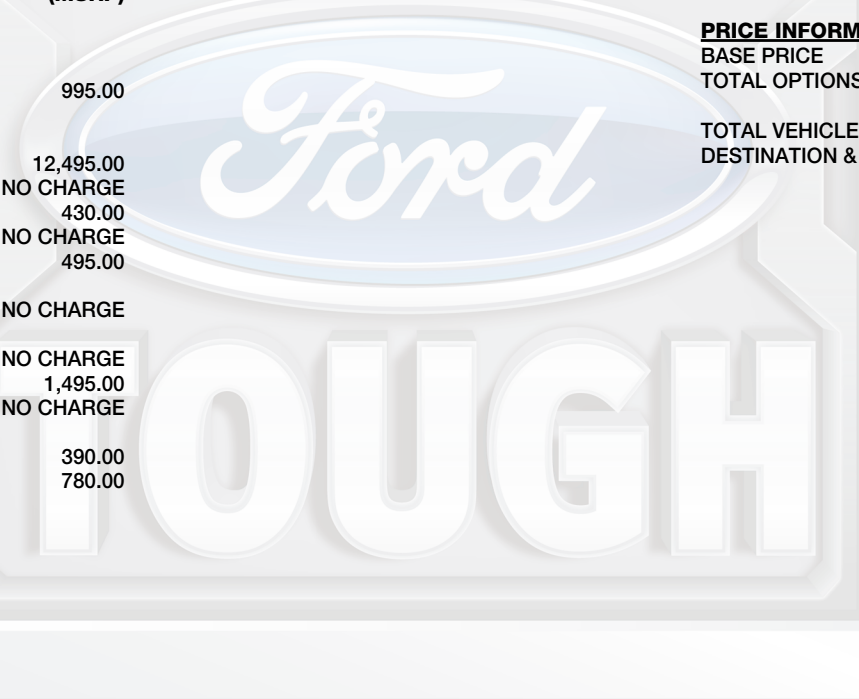 PRICE INFORM
BASE PRICE
TOTAL OPTIONS
TOTAL VEHICLE
DESTINATION &
995.00
12,495.00
NO CHARGE
430.00
NO CHARGE
495.00
NO CHARGE
NO CHARGE
1,495.00
NO CHARGE
390.00
780.00
Ford
TOUGH